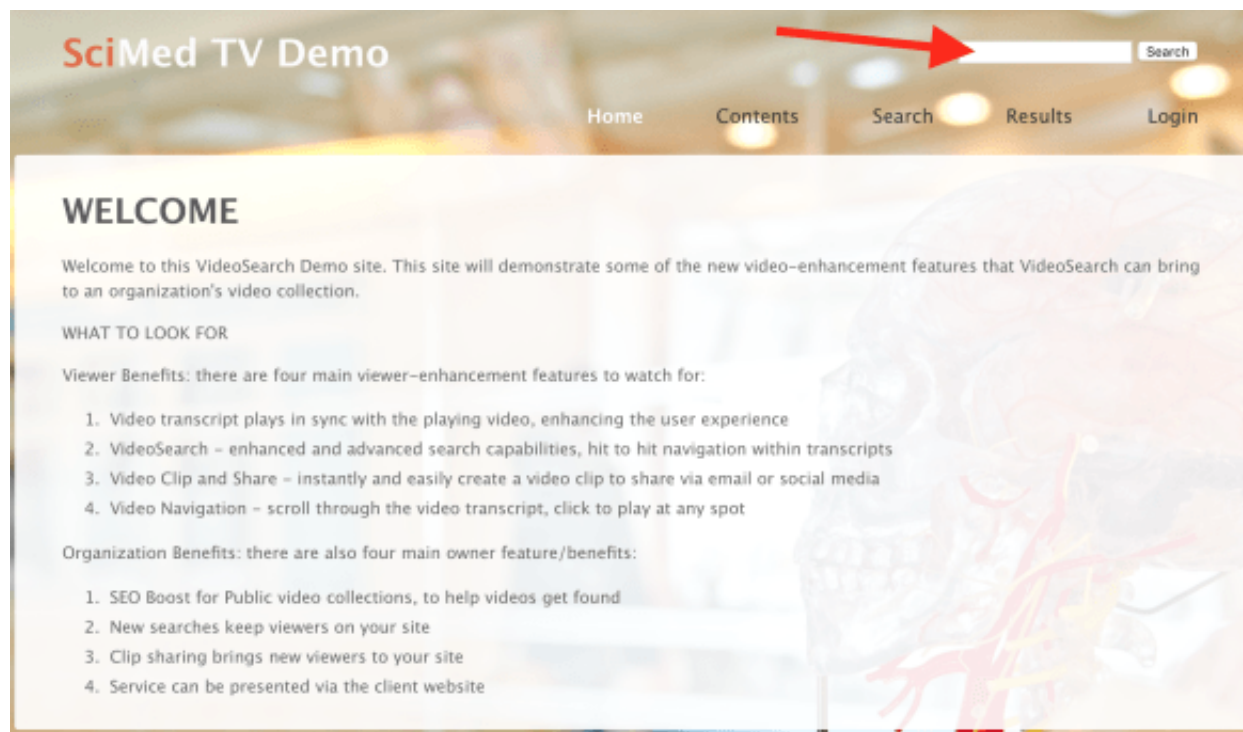 SciMed TV Demo
Search
Home Contents Search Results Login
WELCOME
Welcome to this VideoSearch Demo site. This site will demonstrate some of the new video-enhancement features that VideoSearch can bring
to an organization's video collection.
WHAT TO LOOK FOR
Viewer Benefits: there are four main viewer-enhancement features to watch for:
1. Video transcript plays in sync with the playing video, enhancing the user experience
2. VideoSearch – enhanced and advanced search capabilities, hit to hit navigation within transcripts
3. Video Clip and Share – instantly and easily create a video clip to share via email or social media
4. Video Navigation – scroll through the video transcript, click to play at any spot
Organization Benefits: there are also four main owner feature/benefits:
1. SEO Boost for Public video collections, to help videos get found
2. New searches keep viewers on your site
3. Clip sharing brings new viewers to your site
4. Service can be presented via the client website